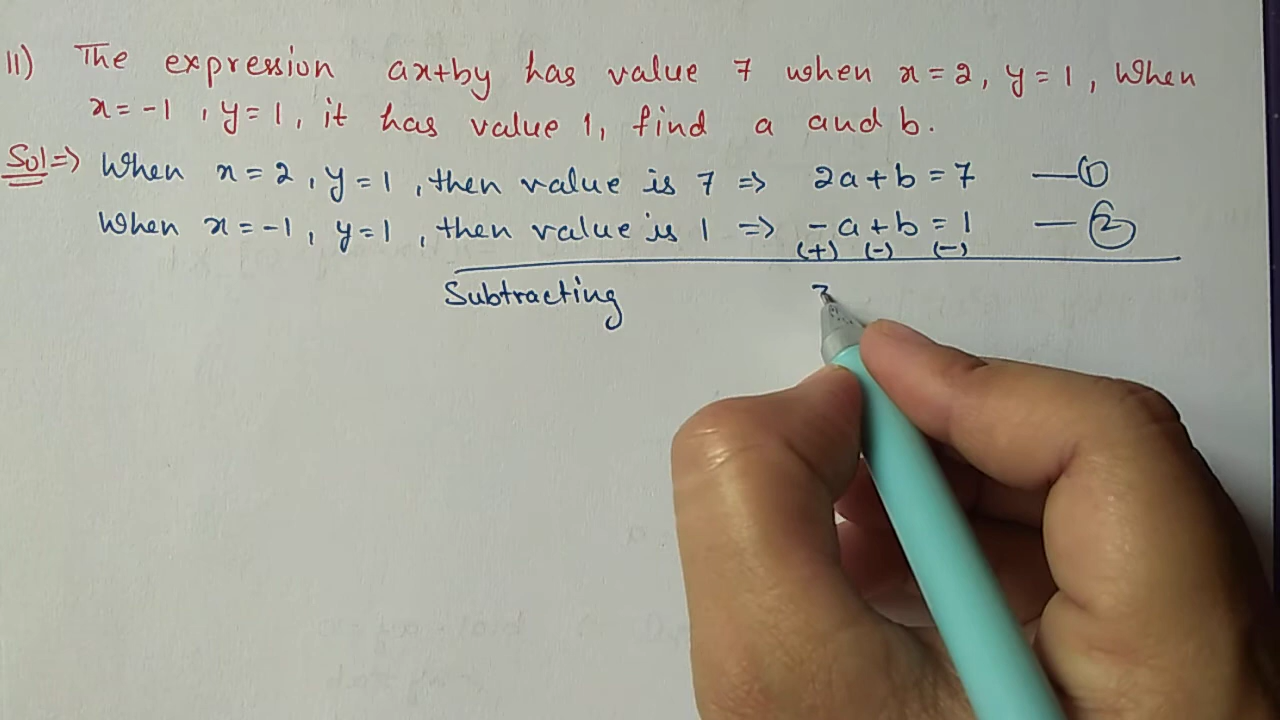 11) The expression ax+by has value 7 when x=2, y=1, when
x=-1, y=1, it has value 1, find a and b.
Sol=> When x=2, y=1, then value is 7 => 2a+b=7 —①
When x=-1, y=1, then value is 1 => -a+b=1 —②
(+) (-) (-)
Subtracting